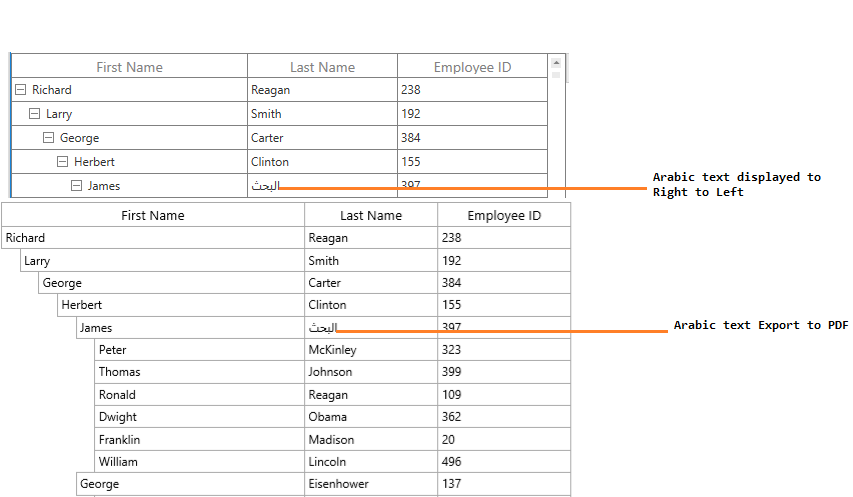 First Name Last Name Employee ID
Richard Reagan 238
Larry Smith 192
George Carter 384
Herbert Clinton 155
James البحث 397
Arabic text displayed to
Right to Left
First Name Last Name Employee ID
Richard Reagan 238
Larry Smith 192
George Carter 384
Herbert Clinton 155
James البحث 397
Arabic text Export to PDF
Peter McKinley 323
Thomas Johnson 399
Ronald Reagan 109
Dwight Obama 362
Franklin Madison 20
William Lincoln 496
George Eisenhower 137